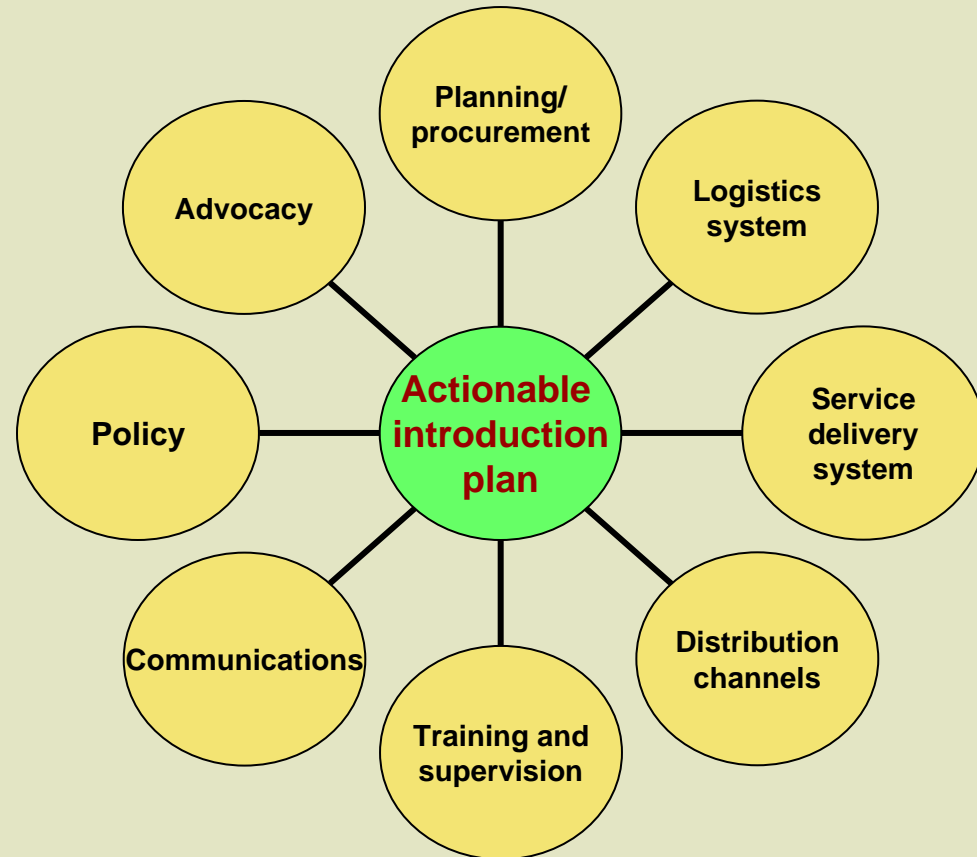 Planning/
procurement
Logistics
system
Service
delivery
system
Distribution
channels
Training and
supervision
Communications
Policy
Advocacy
Actionable
introduction
plan